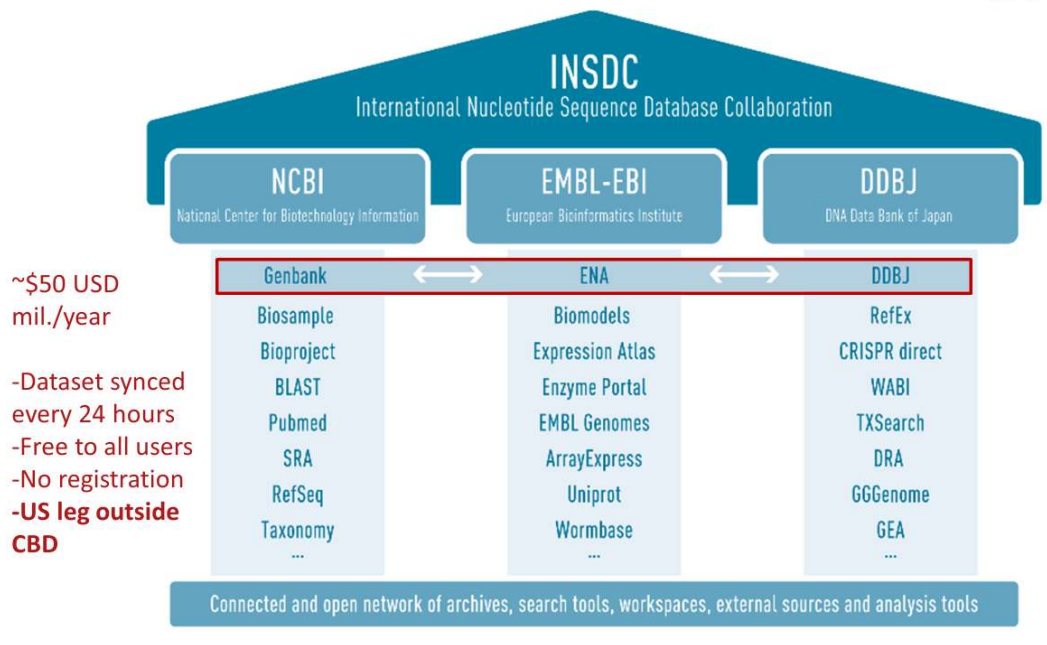 INSDC
International Nucleotide Sequence Database Collaboration
NCBI
National Center for Biotechnology Information
EMBL-EBI
European Bioinformatics Institute
DDBJ
DNA Data Bank of Japan
~$50 USD
mil./year
-Dataset synced
every 24 hours
-Free to all users
-No registration
-US leg outside
CBD
Genbank
Biosample
Bioproject
BLAST
Pubmed
SRA
RefSeq
Taxonomy
...
ENA
Biomodels
Expression Atlas
Enzyme Portal
EMBL Genomes
ArrayExpress
Uniprot
Wormbase
...
DDBJ
RefEx
CRISPR direct
WABI
TXSearch
DRA
GGGenome
GEA
...
Connected and open network of archives, search tools, workspaces, external sources and analysis tools